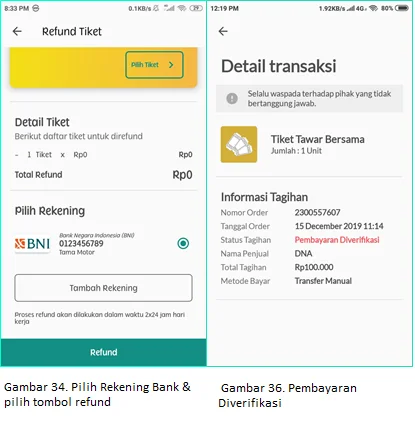 8:33 PM
0.1KB/s
29
Refund Tiket
Pilih Tiket
Detail Tiket
Berikut daftar tiket untuk direfund
- 1 Tiket x Rp0 Rp0
Total Refund Rp0
Pilih Rekening
BNI
Bank Negara Indonesia (BNI)
0123456789
Tama Motor
Tambah Rekening
Proses refund akan dilakukan dalam waktu 2x24 jam hari
kerja
Refund
Gambar 34. Pilih Rekening Bank &
pilih tombol refund
12:19 PM
1.92KB/s 4G 80%
Detail transaksi
Selalu waspada terhadap pihak yang tidak
bertanggung jawab.
Tiket Tawar Bersama
Jumlah : 1 Unit
Informasi Tagihan
Nomor Order 2300557607
Tanggal Order 15 December 2019 11:14
Status Tagihan Pembayaran Diverifikasi
Nama Penjual DNA
Total Tagihan Rp100.000
Metode Bayar Transfer Manual
Gambar 36. Pembayaran
Diverifikasi